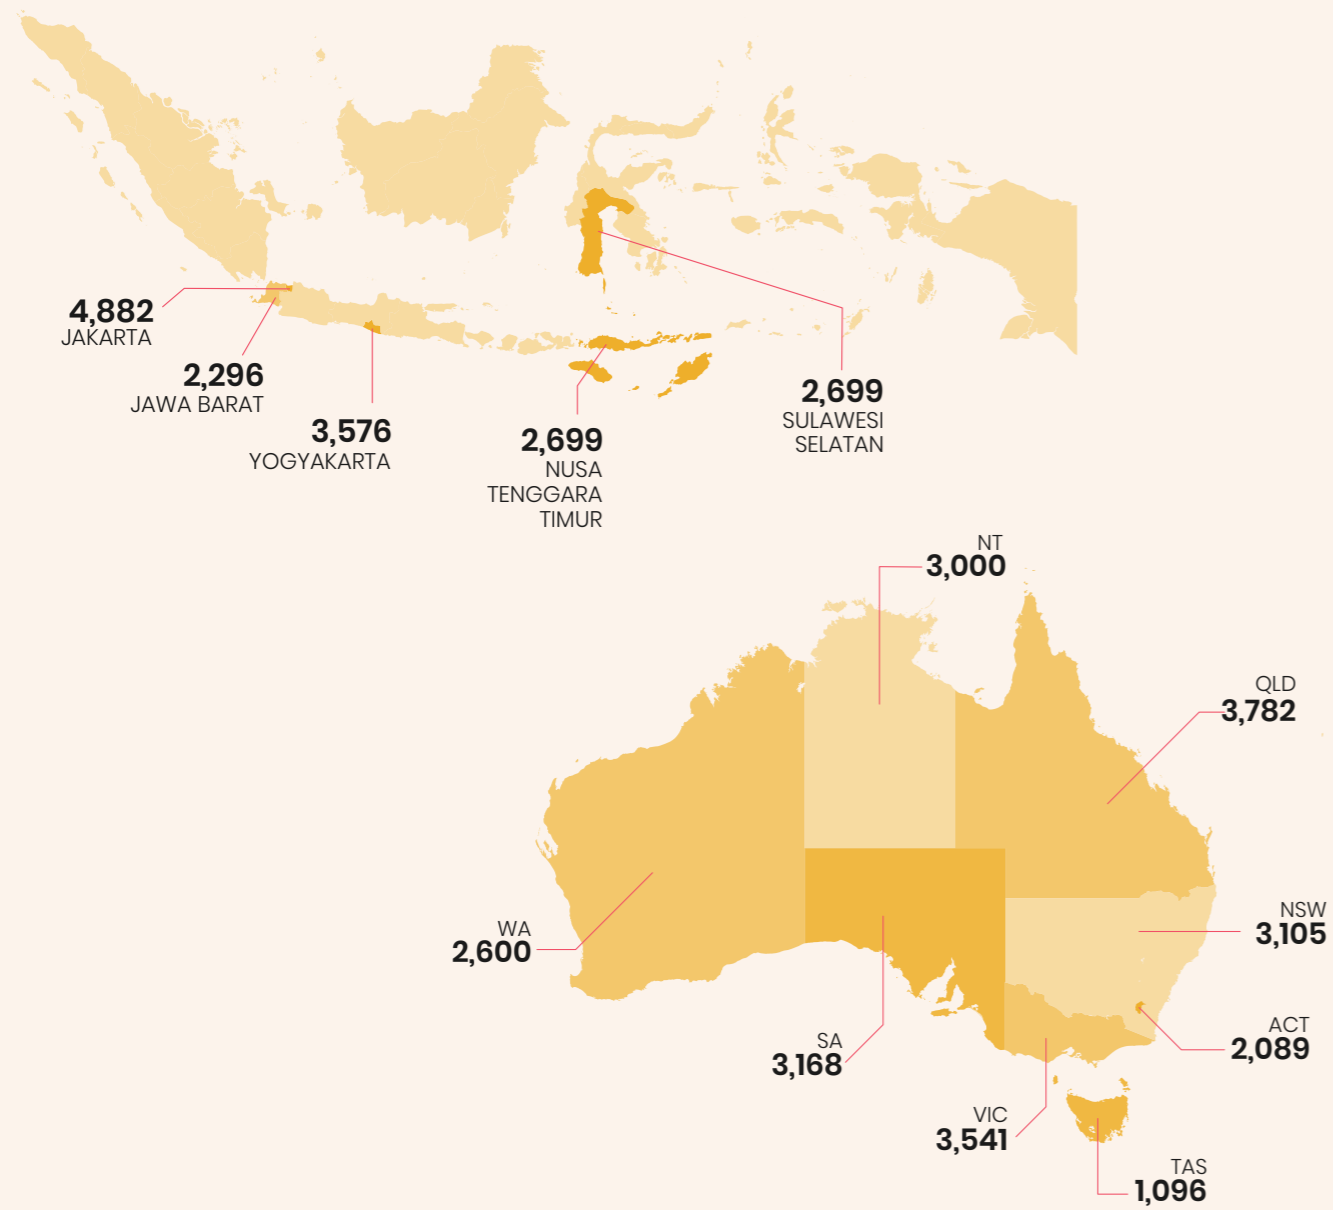 4,882
JAKARTA
2,296
JAWA BARAT
3,576
YOGYAKARTA
2,699
NUSA
TENGGARA
TIMUR
2,699
SULAWESI
SELATAN
NT
3,000
QLD
3,782
WA
2,600
NSW
3,105
SA
3,168
ACT
2,089
VIC
3,541
TAS
1,096